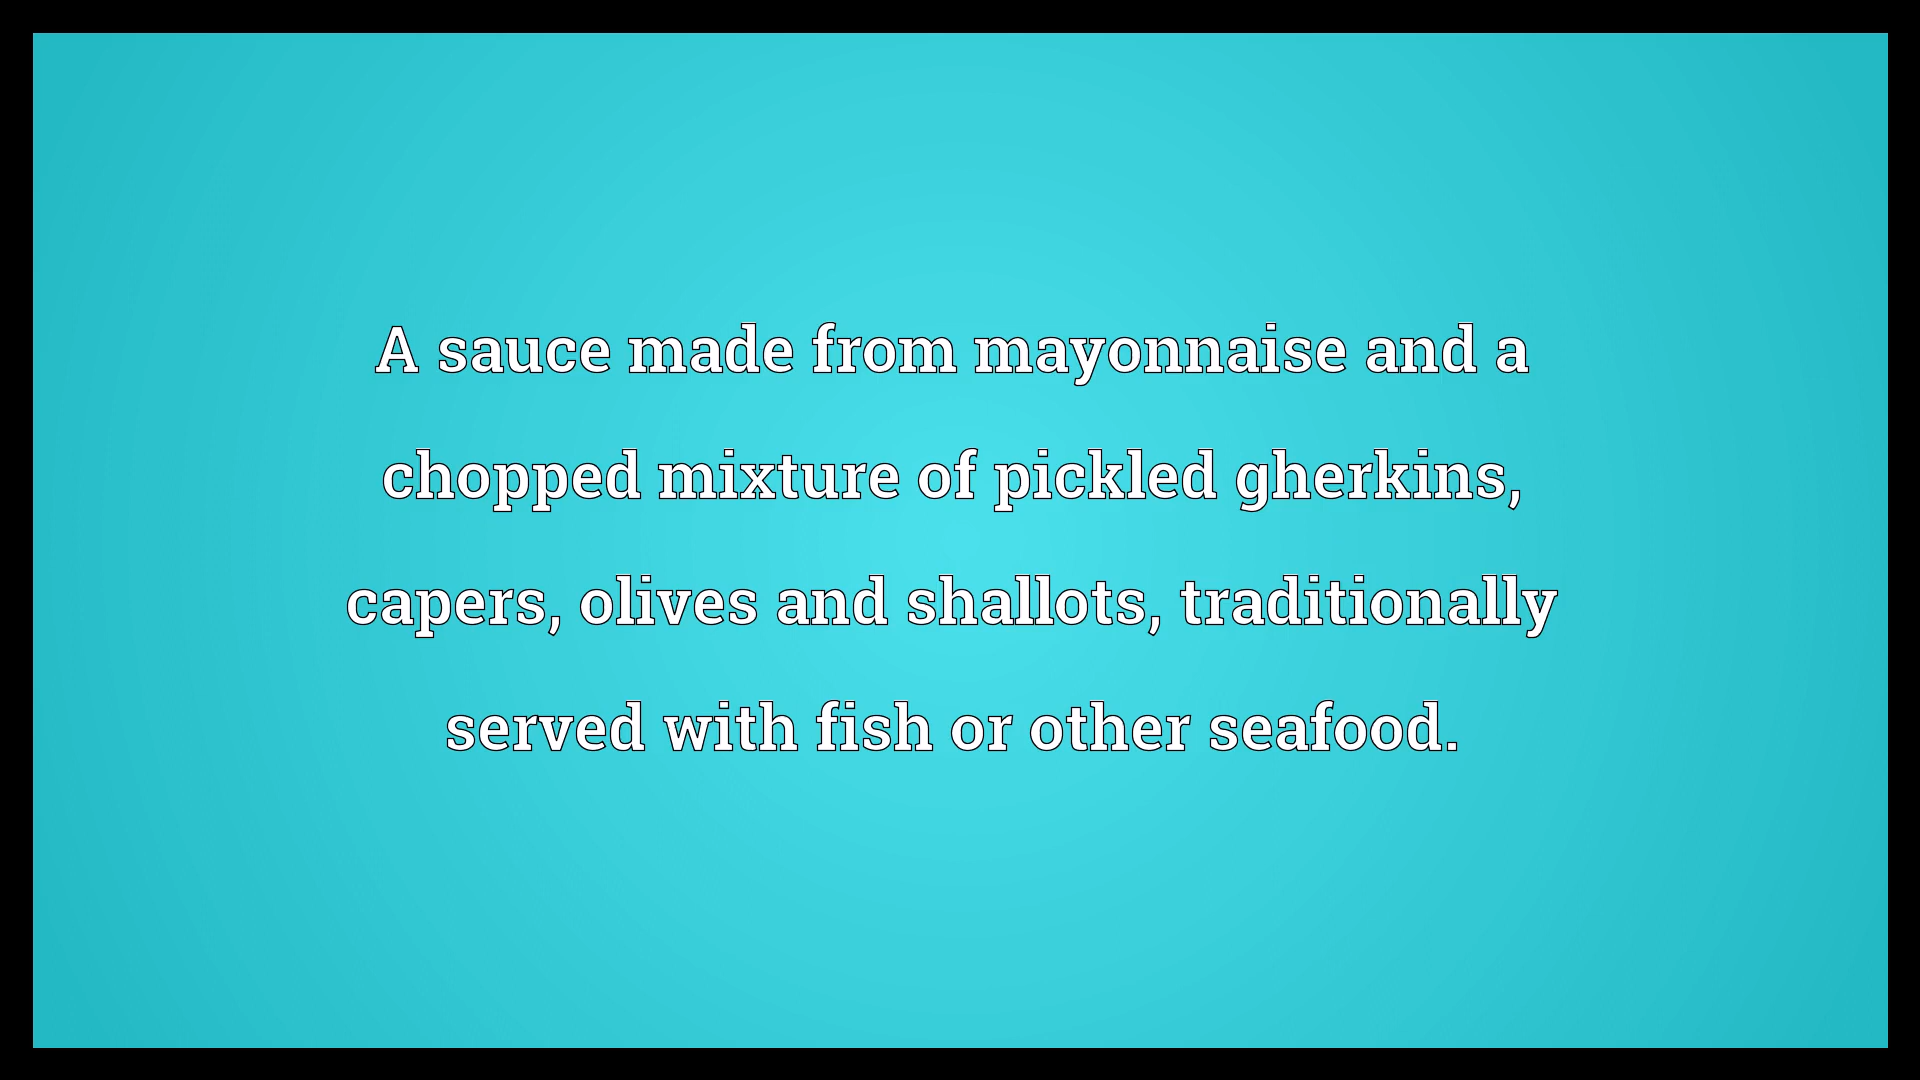 A sauce made from mayonnaise and a
chopped mixture of pickled gherkins,
capers, olives and shallots, traditionally
served with fish or other seafood.